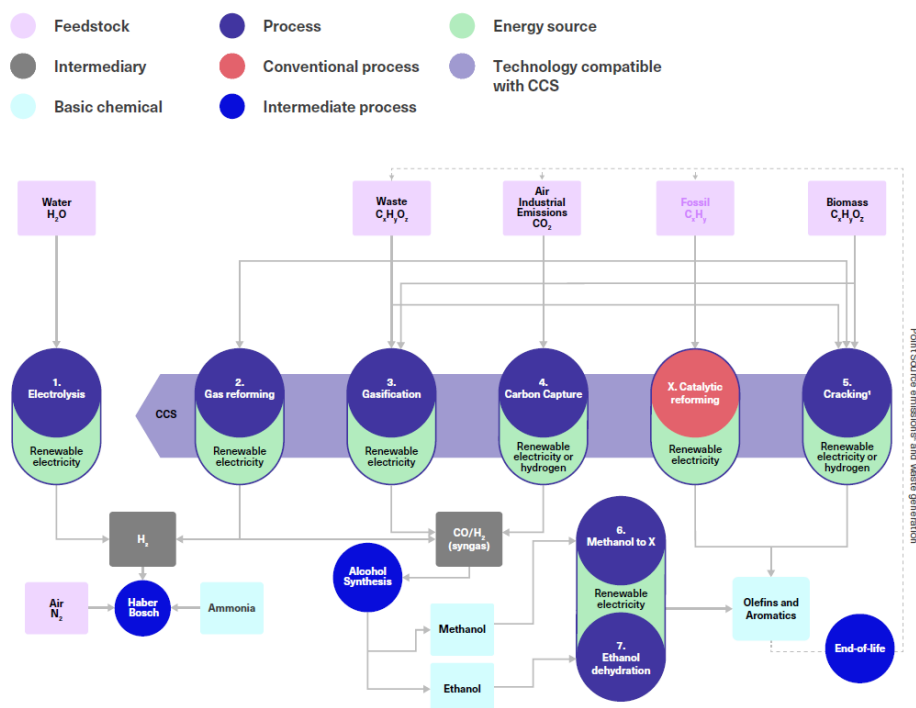 Feedstock
Process
Energy source
Intermediary
Conventional process
Technology compatible
with CCS
Basic chemical
Intermediate process
Water
H₂O
Waste
CₓHᵧO_z
Air
Industrial
Emissions
CO₂
Fossil
CₓHᵧ
Biomass
CₓHᵧO_Z
1.
Electrolysis
2.
Gas reforming
3.
Gasification
4.
Carbon Capture
X. Catalytic
reforming
5.
Cracking¹
CCS
Renewable
electricity
Renewable
electricity
Renewable
electricity
Renewable
electricity or
hydrogen
Renewable
electricity
Renewable
electricity or
hydrogen
Point source emissions and waste generation
H₂
CO/H₂
(syngas)
6.
Methanol to X
Alcohol
Synthesis
Renewable
electricity
Air
N₂
Haber
Bosch
Ammonia
Methanol
Olefins and
Aromatics
7.
Ethanol
dehydration
End-of-life
Ethanol